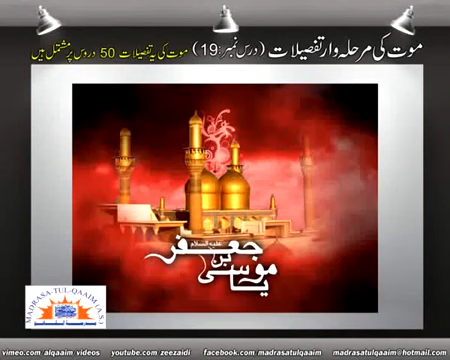 موت کی مرحلہ وار تفصیلات (درس نمبر:19) موت کی یہ تفصیلات 50 دروس پر مشتمل ہیں
یا موسیٰ بن جعفر علیہ السلام
MADRASA-TUL-QAAIM (A.S.)
vimeo.com alqaaim videos youtube.com zeezaidi facebook.com madrasatulqaaim madrasatulqaaim@hotmail.com